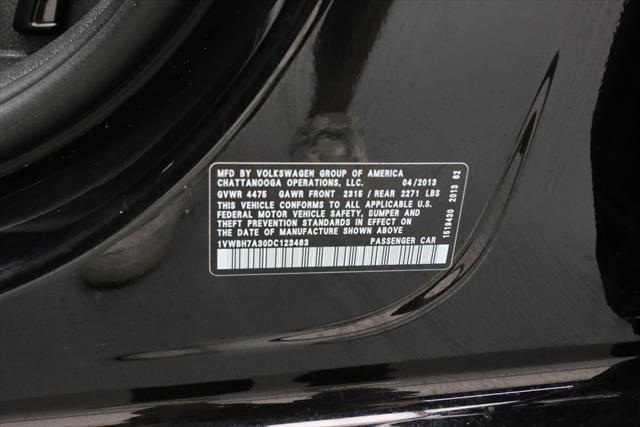 MFD BY VOLKSWAGEN GROUP OF AMERICA
CHATTANOOGA OPERATIONS, LLC. 04/2013
GVWR 4475 GAWR FRONT 2315 / REAR 2271 LBS
THIS VEHICLE CONFORMS TO ALL APPLICABLE U.S.
FEDERAL MOTOR VEHICLE SAFETY, BUMPER AND
THEFT PREVENTION STANDARDS IN EFFECT ON
THE DATE OF MANUFACTURE SHOWN ABOVE
1VWBH7A30DC123463 PASSENGER CAR
1518430 2013 62